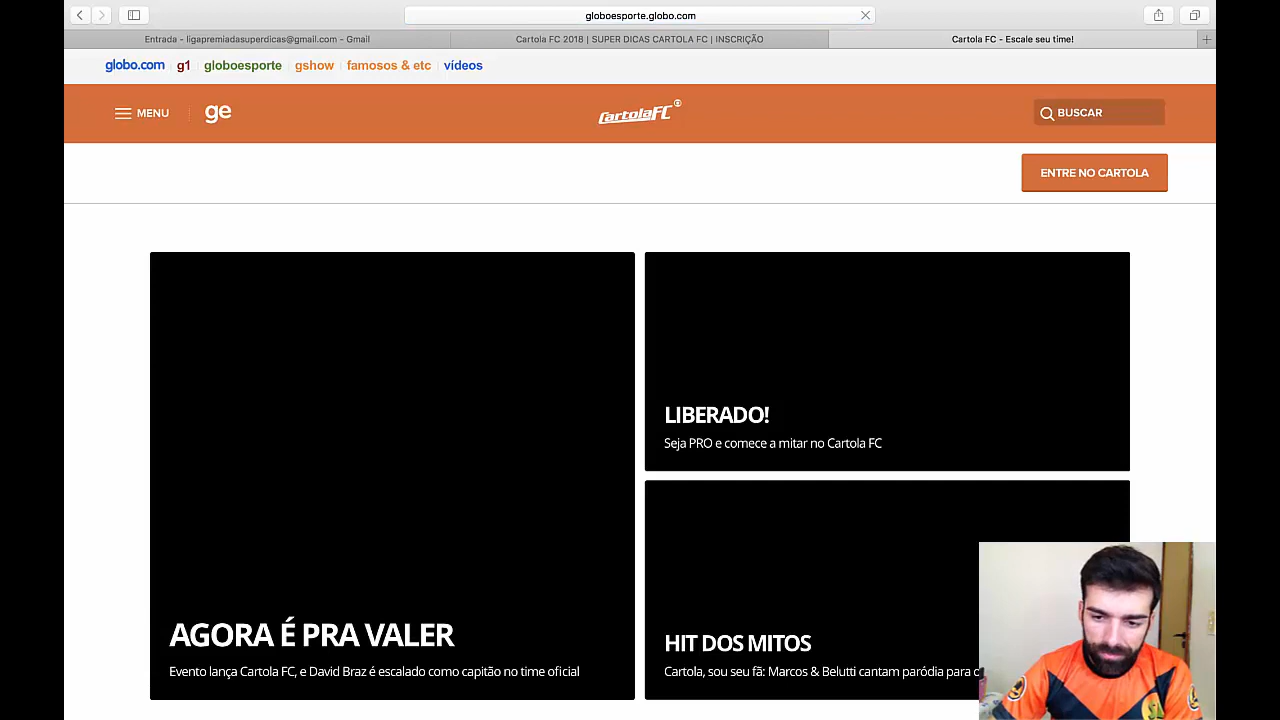 globoesporte.globo.com
Entrada - ligapremiadasuperdicas@gmail.com - Gmail
Cartola FC 2018 | SUPER DICAS CARTOLA FC | INSCRIÇÃO
Cartola FC - Escale seu time!
globo.com g1 globoesporte gshow famosos & etc vídeos
MENU ge CartolaFC BUSCAR
ENTRE NO CARTOLA
LIBERADO!
Seja PRO e comece a mitar no Cartola FC
AGORA É PRA VALER
Evento lança Cartola FC, e David Braz é escalado como capitão no time oficial
HIT DOS MITOS
Cartola, sou seu fã: Marcos & Belutti cantam paródia para